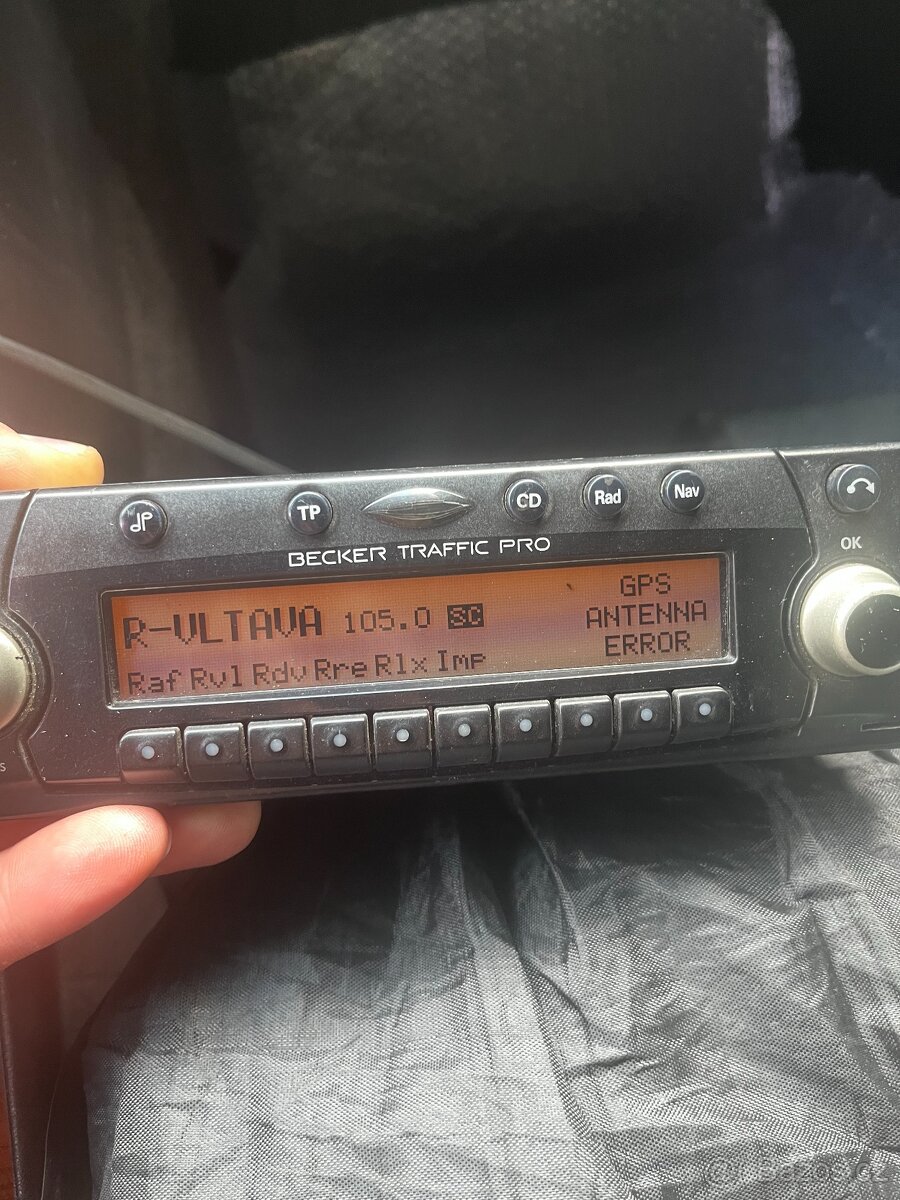 TP
CD
Rad
Nav
BECKER TRAFFIC PRO
OK
R-VLTAVA 105.0 SC
GPS
ANTENNA
ERROR
Raf Rvl Rdv Rre Rlx Imp